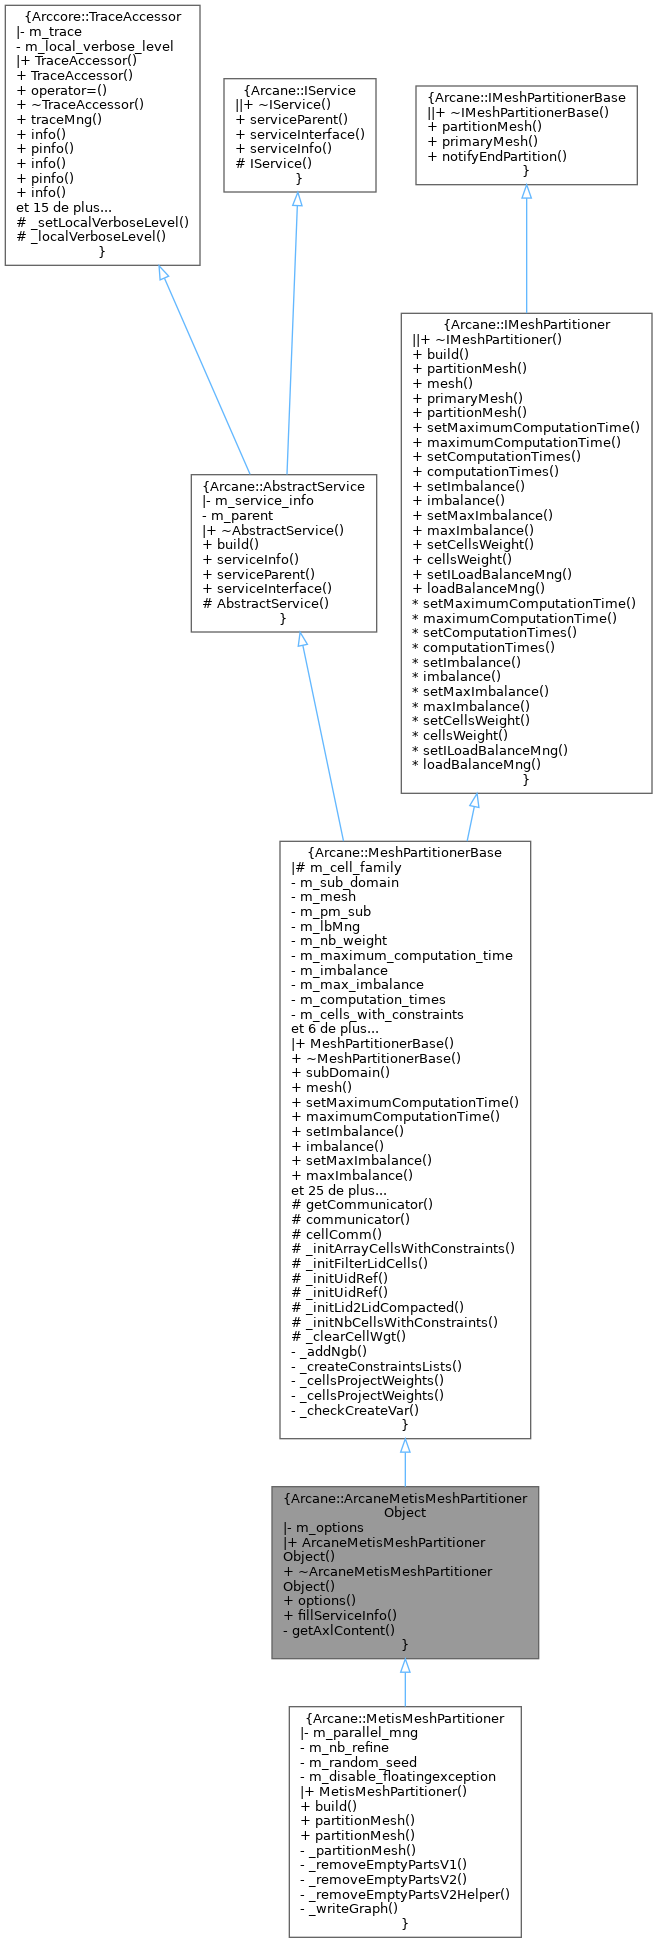 {Arccore::TraceAccessor
|- m_trace
- m_local_verbose_level
|+ TraceAccessor()
+ TraceAccessor()
+ operator=()
+ ~TraceAccessor()
+ traceMng()
+ info()
+ pinfo()
+ info()
+ pinfo()
+ info()
et 15 de plus...
# _setLocalVerboseLevel()
# _localVerboseLevel()
}
{Arcane::IService
||+ ~IService()
+ serviceParent()
+ serviceInterface()
+ serviceInfo()
# IService()
}
{Arcane::IMeshPartitionerBase
||+ ~IMeshPartitionerBase()
+ partitionMesh()
+ primaryMesh()
+ notifyEndPartition()
}
{Arcane::IMeshPartitioner
||+ ~IMeshPartitioner()
+ build()
+ partitionMesh()
+ mesh()
+ primaryMesh()
+ partitionMesh()
+ setMaximumComputationTime()
+ maximumComputationTime()
+ setComputationTimes()
+ computationTimes()
+ setImbalance()
+ imbalance()
+ setMaxImbalance()
+ maxImbalance()
+ setCellsWeight()
+ cellsWeight()
+ setILoadBalanceMng()
+ loadBalanceMng()
* setMaximumComputationTime()
* maximumComputationTime()
* setComputationTimes()
* computationTimes()
* setImbalance()
* imbalance()
* setMaxImbalance()
* maxImbalance()
* setCellsWeight()
* cellsWeight()
* setILoadBalanceMng()
* loadBalanceMng()
}
{Arcane::AbstractService
|- m_service_info
- m_parent
|+ ~AbstractService()
+ build()
+ serviceInfo()
+ serviceParent()
+ serviceInterface()
# AbstractService()
}
{Arcane::MeshPartitionerBase
|# m_cell_family
- m_sub_domain
- m_mesh
- m_pm_sub
- m_lbMng
- m_nb_weight
- m_maximum_computation_time
- m_imbalance
- m_max_imbalance
- m_computation_times
- m_cells_with_constraints
et 6 de plus...
|+ MeshPartitionerBase()
+ ~MeshPartitionerBase()
+ subDomain()
+ mesh()
+ setMaximumComputationTime()
+ maximumComputationTime()
+ setImbalance()
+ imbalance()
+ setMaxImbalance()
+ maxImbalance()
et 25 de plus...
# getCommunicator()
# communicator()
# cellComm()
# _initArrayCellsWithConstraints()
# _initFilterLidCells()
# _initUidRef()
# _initUidRef()
# _initLid2LidCompacted()
# _initNbCellsWithConstraints()
# _clearCellWgt()
- _addNgb()
- _createConstraintsLists()
- _cellsProjectWeights()
- _cellsProjectWeights()
- _checkCreateVar()
}
{Arcane::ArcaneMetisMeshPartitioner
Object
|- m_options
|+ ArcaneMetisMeshPartitioner
Object()
+ ~ArcaneMetisMeshPartitioner
Object()
+ options()
+ fillServiceInfo()
- getAxlContent()
}
{Arcane::MetisMeshPartitioner
|- m_parallel_mng
- m_nb_refine
- m_random_seed
- m_disable_floatingexception
|+ MetisMeshPartitioner()
+ build()
+ partitionMesh()
+ partitionMesh()
- _partitionMesh()
- _removeEmptyPartsV1()
- _removeEmptyPartsV2()
- _removeEmptyPartsV2Helper()
- _writeGraph()
}